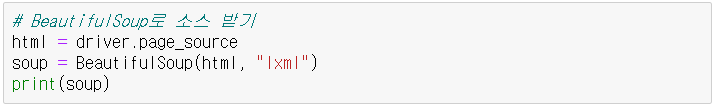 # BeautifulSoup로 소스 받기
html = driver.page_source
soup = BeautifulSoup(html, "lxml")
print(soup)